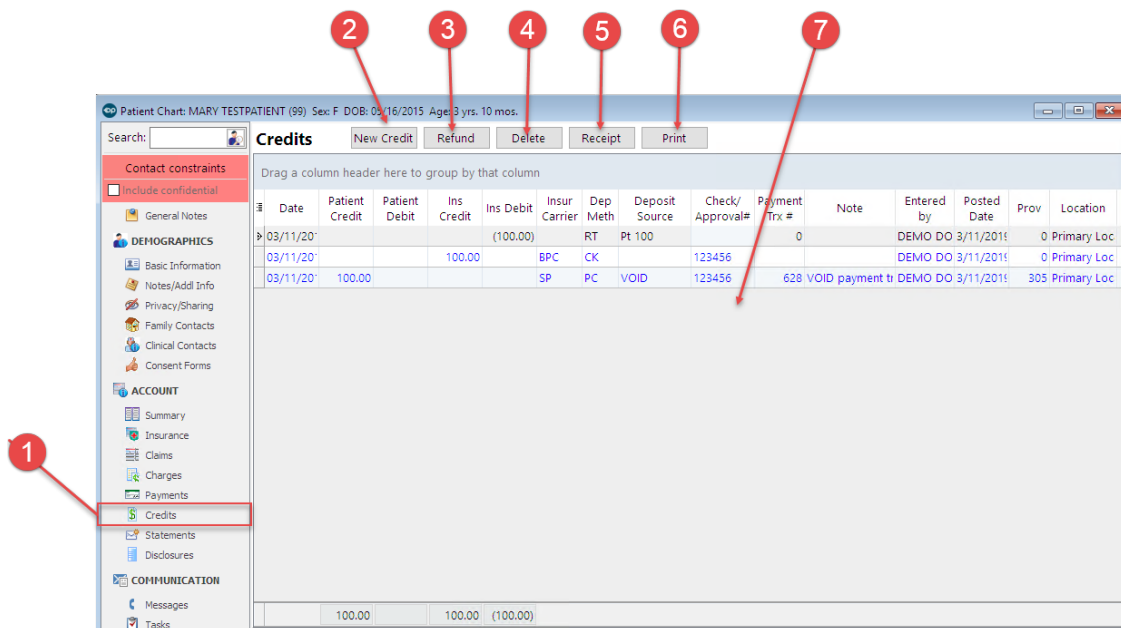 2 3 4 5 6 7
Patient Chart: MARY TESTPATIENT (99) Sex: F DOB: 05/16/2015 Age: 3 yrs. 10 mos.
Search:
Credits New Credit Refund Delete Receipt Print
Contact constraints
Include confidential
General Notes
DEMOGRAPHICS
Basic Information
Notes/Addl Info
Privacy/Sharing
Family Contacts
Clinical Contacts
Consent Forms
ACCOUNT
Summary
Insurance
Claims
Charges
Payments
1
Credits
Statements
Disclosures
COMMUNICATION
Messages
Tasks
Drag a column header here to group by that column
Date Patient Credit Patient Debit Ins Credit Ins Debit Insur Carrier Dep Meth Deposit Source Check/ Approval# Payment Trx # Note Entered by Posted Date Prov Location
03/11/20 (100.00) RT Pt 100 0 DEMO DO 3/11/2019 0 Primary Loc
03/11/20 100.00 BPC CK 123456 DEMO DO 3/11/2019 0 Primary Loc
03/11/20 100.00 SP PC VOID 123456 628 VOID payment tr DEMO DO 3/11/2019 305 Primary Loc
100.00 100.00 (100.00)